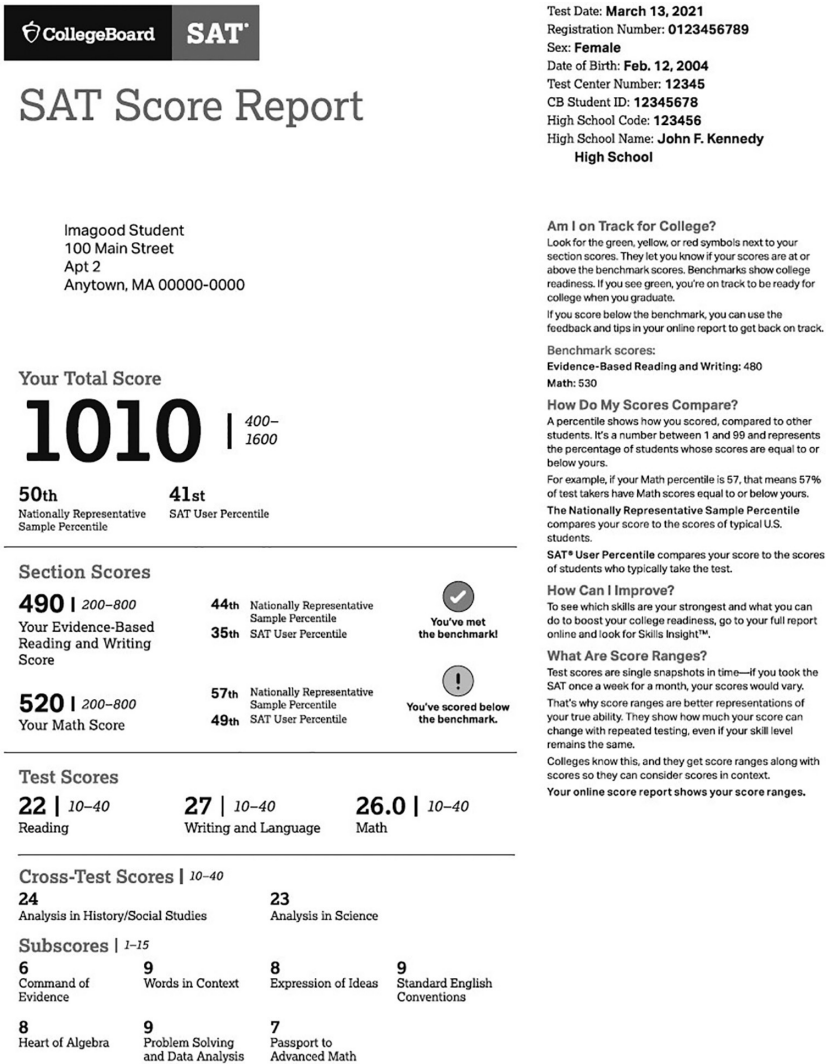 CollegeBoard SAT®
SAT Score Report
Imagood Student
100 Main Street
Apt 2
Anytown, MA 00000-0000
Your Total Score
1010 | 400–
1600
50th 41st
Nationally Representative SAT User Percentile
Sample Percentile
Section Scores
490 | 200–800
Your Evidence-Based
Reading and Writing
Score
44th Nationally Representative
Sample Percentile
35th SAT User Percentile
You've met
the benchmark!
520 | 200–800
Your Math Score
57th Nationally Representative
Sample Percentile
49th SAT User Percentile
!
You've scored below
the benchmark.
Test Scores
22 | 10–40 27 | 10–40 26.0 | 10–40
Reading Writing and Language Math
Cross-Test Scores | 10–40
24 23
Analysis in History/Social Studies Analysis in Science
Subscores | 1–15
6 9 8 9
Command of Words in Context Expression of Ideas Standard English
Evidence Conventions
8 9 7
Heart of Algebra Problem Solving Passport to
and Data Analysis Advanced Math
Test Date: March 13, 2021
Registration Number: 0123456789
Sex: Female
Date of Birth: Feb. 12, 2004
Test Center Number: 12345
CB Student ID: 12345678
High School Code: 123456
High School Name: John F. Kennedy
High School
Am I on Track for College?
Look for the green, yellow, or red symbols next to your
section scores. They let you know if your scores are at or
above the benchmark scores. Benchmarks show college
readiness. If you see green, you're on track to be ready for
college when you graduate.
If you score below the benchmark, you can use the
feedback and tips in your online report to get back on track.
Benchmark scores:
Evidence-Based Reading and Writing: 480
Math: 530
How Do My Scores Compare?
A percentile shows how you scored, compared to other
students. It's a number between 1 and 99 and represents
the percentage of students whose scores are equal to or
below yours.
For example, if your Math percentile is 57, that means 57%
of test takers have Math scores equal to or below yours.
The Nationally Representative Sample Percentile
compares your score to the scores of typical U.S.
students.
SAT® User Percentile compares your score to the scores
of students who typically take the test.
How Can I Improve?
To see which skills are your strongest and what you can
do to boost your college readiness, go to your full report
online and look for Skills Insight™.
What Are Score Ranges?
Test scores are single snapshots in time—if you took the
SAT once a week for a month, your scores would vary.
That's why score ranges are better representations of
your true ability. They show how much your score can
change with repeated testing, even if your skill level
remains the same.
Colleges know this, and they get score ranges along with
scores so they can consider scores in context.
Your online score report shows your score ranges.